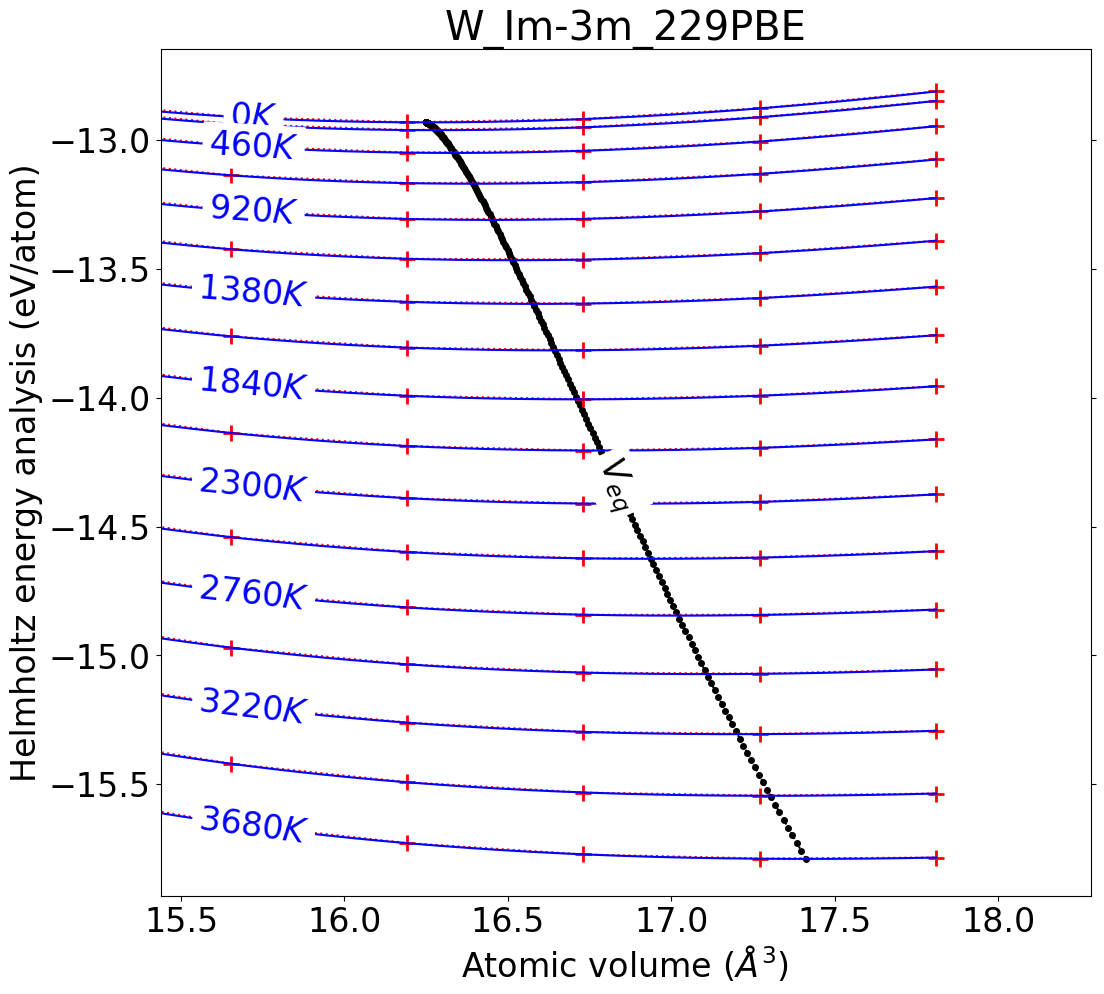 W_Im-3m_229PBE
Helmholtz energy analysis (eV/atom)
−13.0
−13.5
−14.0
−14.5
−15.0
−15.5
0K
460K
920K
1380K
1840K
2300K
2760K
3220K
3680K
V_eq
15.5 16.0 16.5 17.0 17.5 18.0
Atomic volume (Å³)